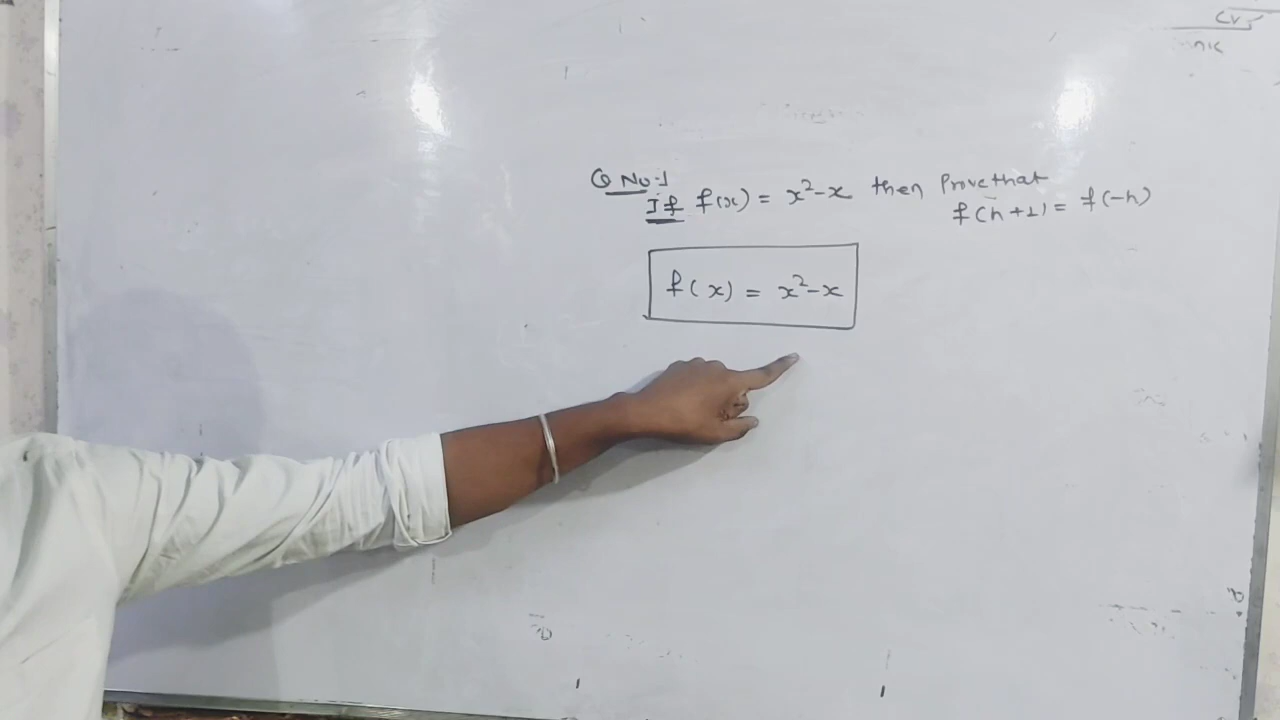 Q No:1
If f(x) = x²-x then Prove that
f(h+1) = f(-h)
f(x) = x²-x